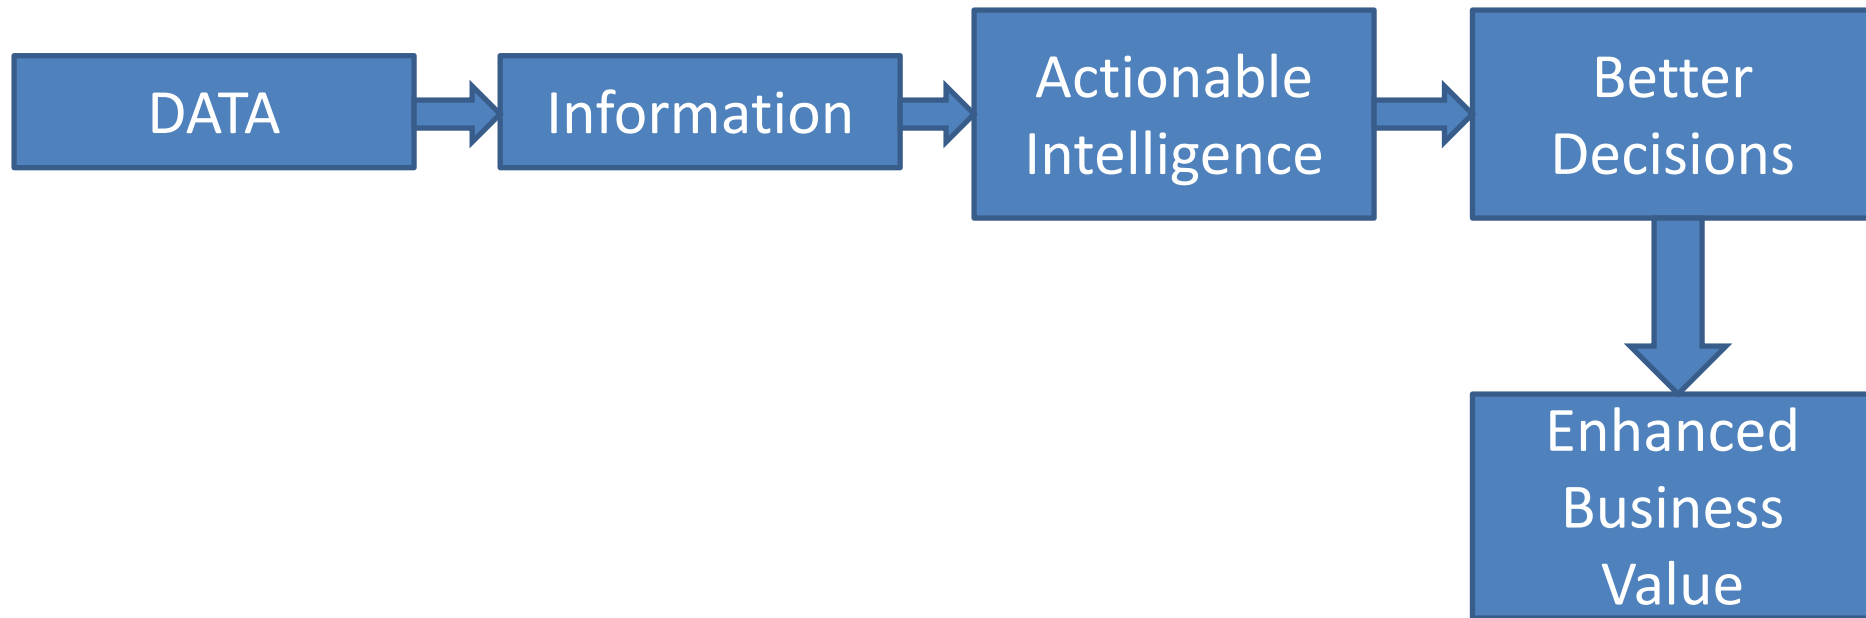 DATA
Information
Actionable
Intelligence
Better
Decisions
Enhanced
Business
Value